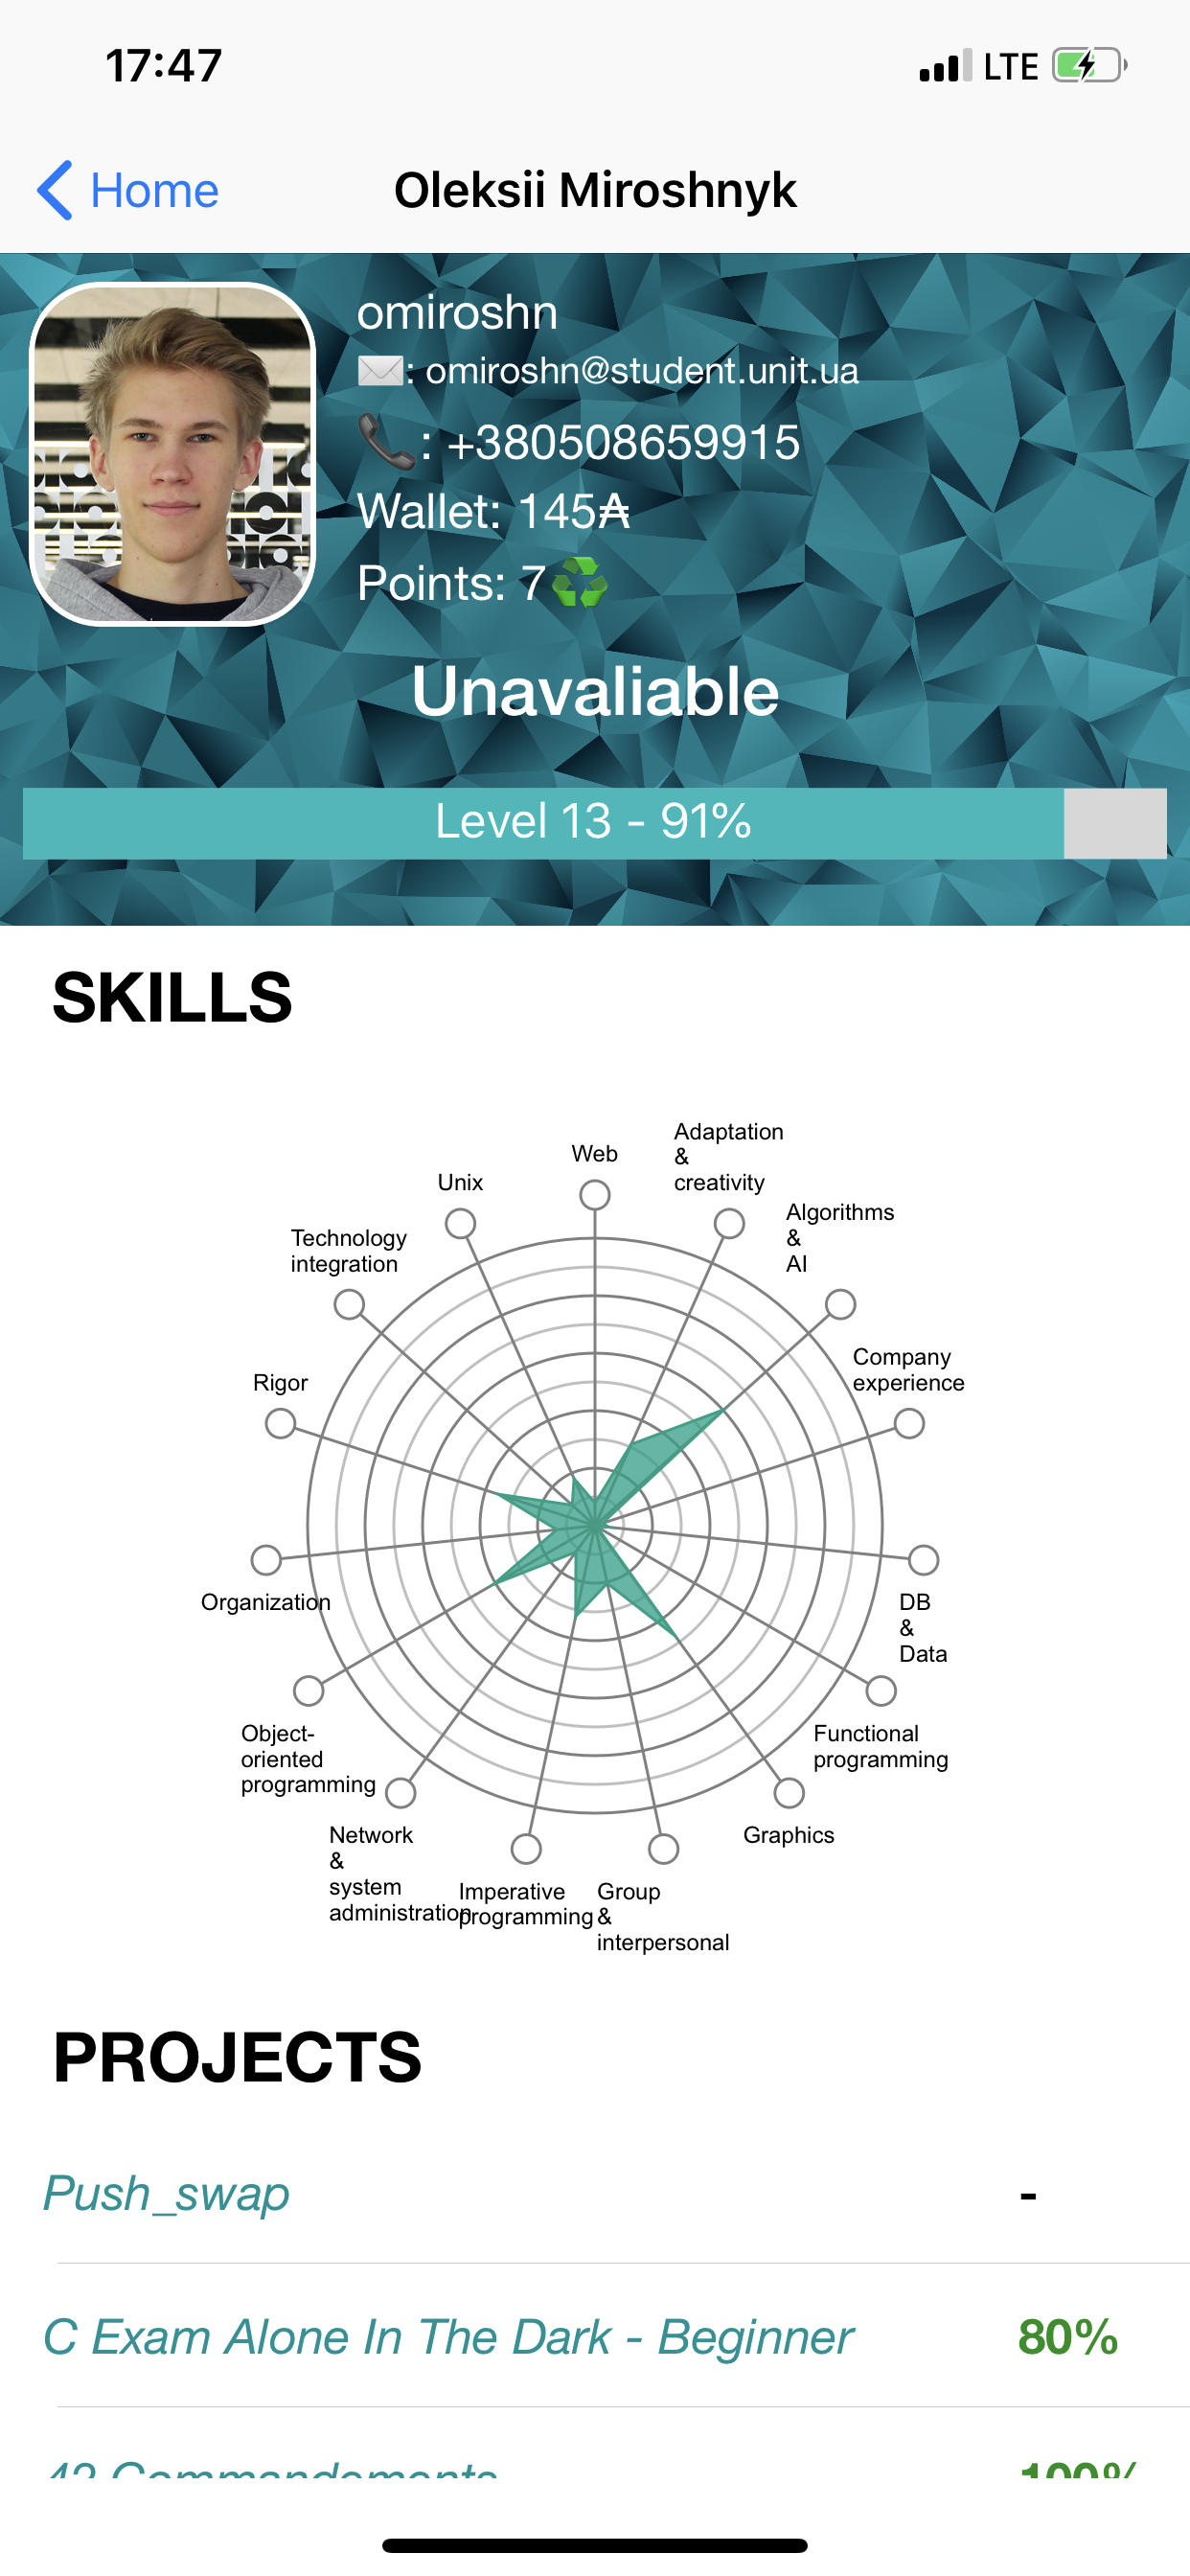 17:47
LTE
Home
Oleksii Miroshnyk
omiroshn
✉️: omiroshn@student.unit.ua
📞: +380508659915
Wallet: 145₳
Points: 7♻️
Unavaliable
Level 13 - 91%
SKILLS
Web
Adaptation
&
creativity
Algorithms
&
AI
Company
experience
DB
&
Data
Functional
programming
Graphics
Group
&
interpersonal
Imperative
programming
Network
&
system
administration
Object-
oriented
programming
Organization
Rigor
Technology
integration
Unix
PROJECTS
Push_swap
-
C Exam Alone In The Dark - Beginner
80%
42 Commandements
100%